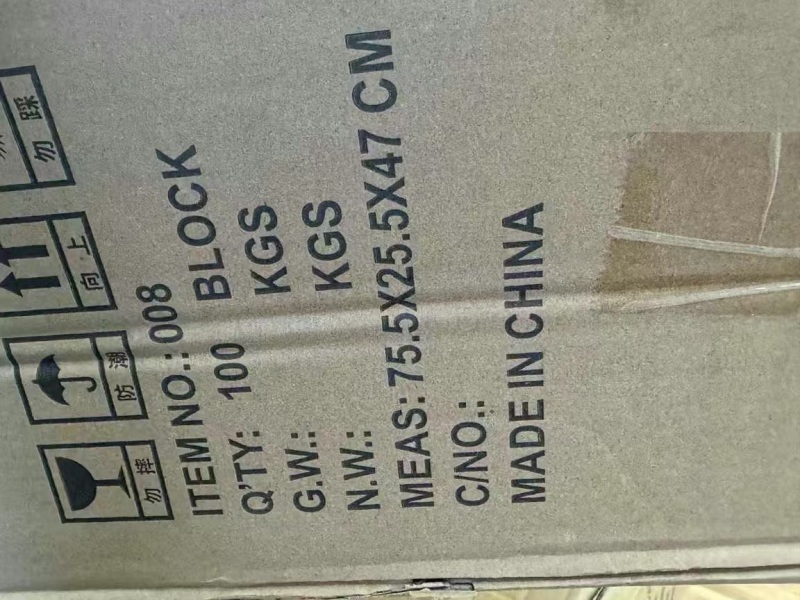 勿摔
防潮
向上
勿踩
ITEM NO.: 008
Q'TY: 100 BLOCK
G.W.: KGS
N.W.: KGS
MEAS: 75.5X25.5X47 CM
C/NO.:
MADE IN CHINA